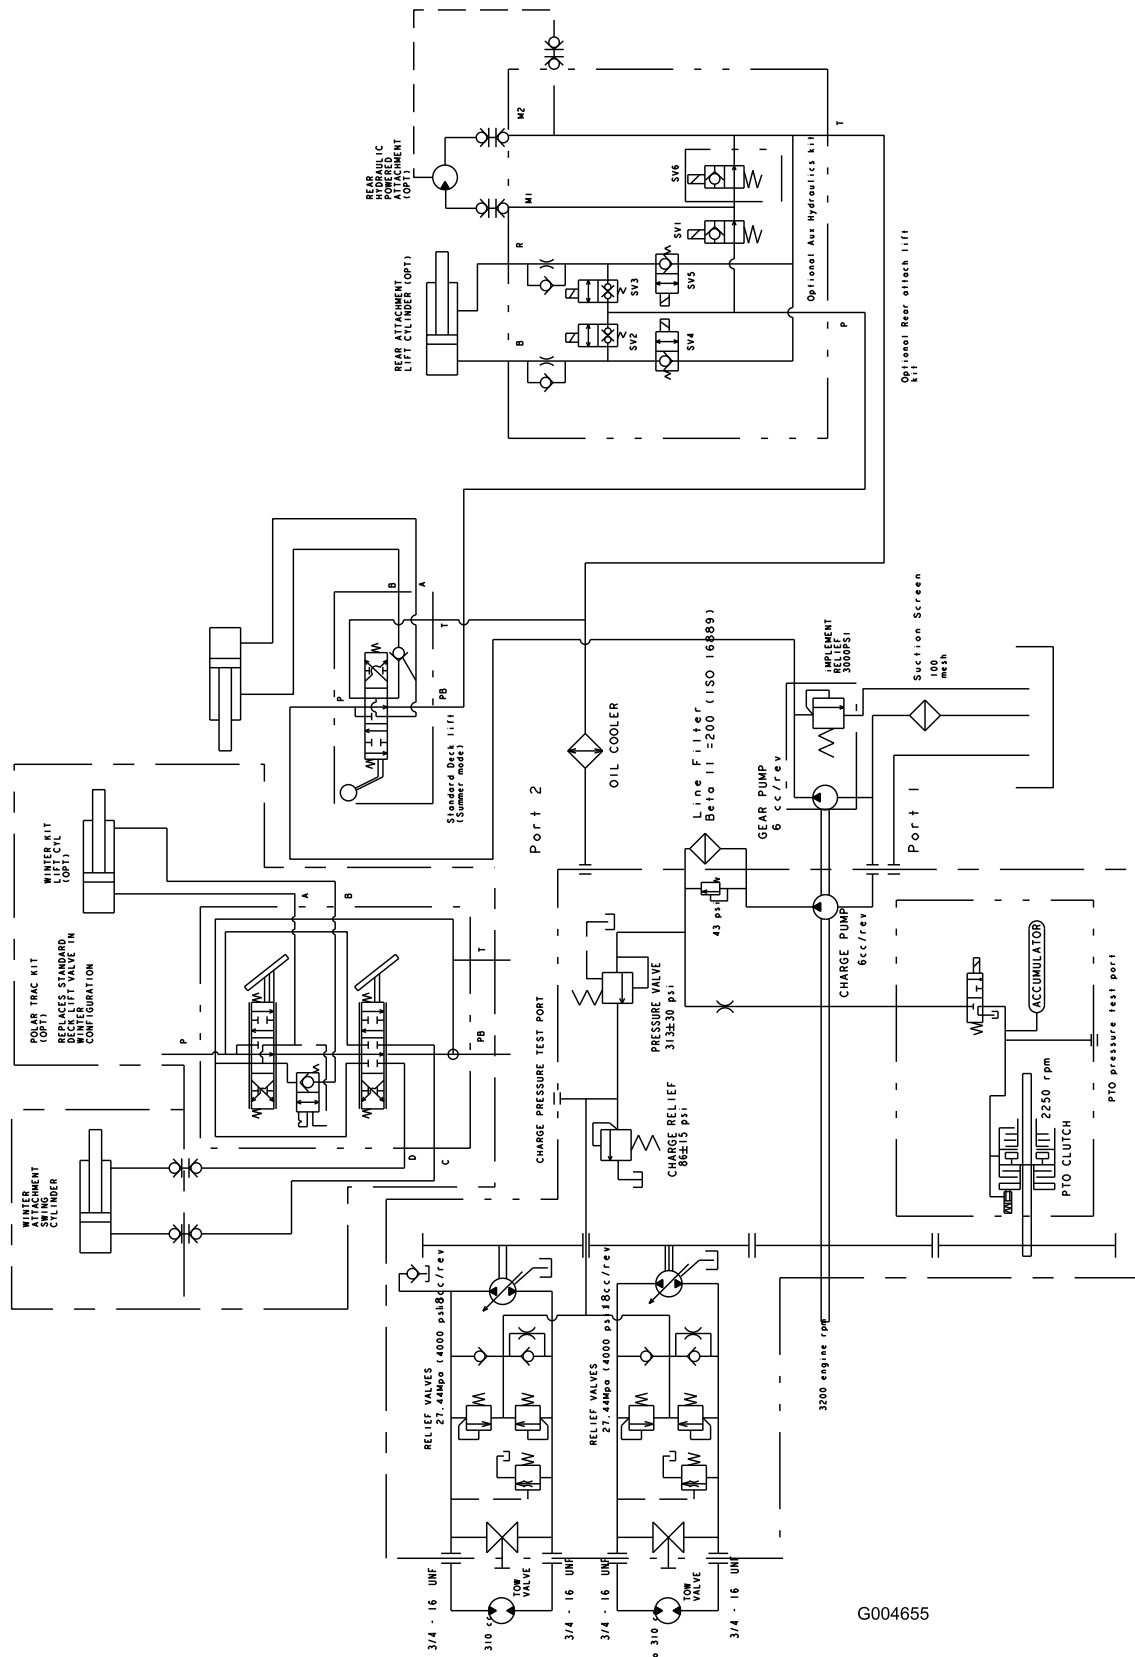 M2
T
REAR
HYDRAULIC
POWERED
ATTACHMENT
(OPT)
SV6
M1
SV1
Optional Aux Hydraulics kit
R
REAR ATTACHMENT
LIFT CYLINDER (OPT)
SV3
SV5
SV2
SV4
B
P
Optional Rear attach lift
kit
B
A
T
P
PB
Standard Deck lift
(Summer mode)
Port 2
OIL COOLER
Line Filter
Beta 11 =200 (ISO 16889)
IMPLEMENT
RELIEF
3000PSI
Suction Screen
100
mesh
GEAR PUMP
6 cc/rev
Port 1
WINTER KIT
LIFT CYL
(OPT)
A
B
POLAR TRAC KIT
(OPT)
REPLACES STANDARD
DECK LIFT VALVE IN
WINTER
CONFIGURATION
T
P
PB
43 psi
CHARGE PUMP
6cc/rev
ACCUMULATOR
PRESSURE VALVE
313±30 psi
CHARGE PRESSURE TEST PORT
CHARGE RELIEF
86±15 psi
PTO pressure test port
2250 rpm
PTO CLUTCH
D
C
WINTER
ATTACHMENT
SWING
CYLINDER
RELIEF VALVES
27.44Mpa (4000 psi
18cc/rev
RELIEF VALVES
27.44Mpa (4000 psi
18cc/rev
3200 engine rpm
TOW
VALVE
TOW
VALVE
3/4 - 16 UNF
310
3/4 - 16 UNF
3/4 - 16 UNF
310
3/4 - 16 UNF
G004655